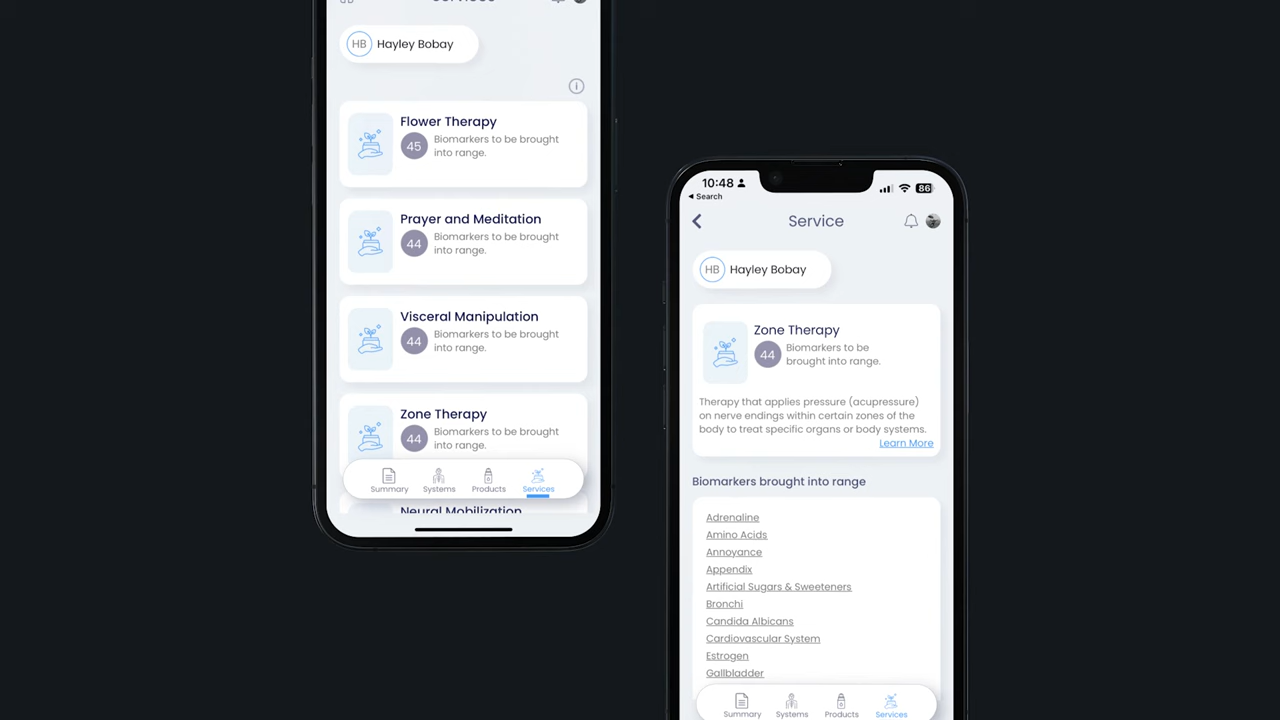 Services
HB Hayley Bobay
Flower Therapy
45
Biomarkers to be brought
into range.
Prayer and Meditation
44
Biomarkers to be brought
into range.
Visceral Manipulation
44
Biomarkers to be brought
into range.
Zone Therapy
44
Biomarkers to be brought
into range.
Summary Systems Products Services
Neural Mobilization
10:48 86
Search
Service
HB Hayley Bobay
Zone Therapy
44
Biomarkers to be
brought into range.
Therapy that applies pressure (acupressure)
on nerve endings within certain zones of the
body to treat specific organs or body systems.
Learn More
Biomarkers brought into range
Adrenaline
Amino Acids
Annoyance
Appendix
Artificial Sugars & Sweeteners
Bronchi
Candida Albicans
Cardiovascular System
Estrogen
Gallbladder
Summary Systems Products Services